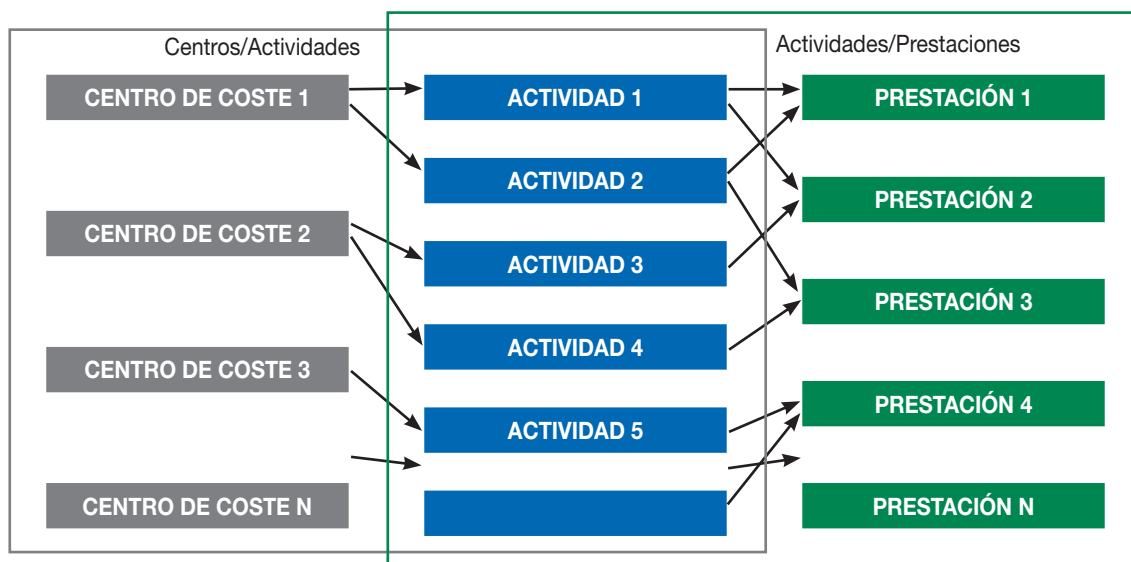 Centros/Actividades
Actividades/Prestaciones
CENTRO DE COSTE 1
ACTIVIDAD 1
PRESTACIÓN 1
ACTIVIDAD 2
PRESTACIÓN 2
CENTRO DE COSTE 2
ACTIVIDAD 3
PRESTACIÓN 3
ACTIVIDAD 4
CENTRO DE COSTE 3
PRESTACIÓN 4
ACTIVIDAD 5
CENTRO DE COSTE N
PRESTACIÓN N